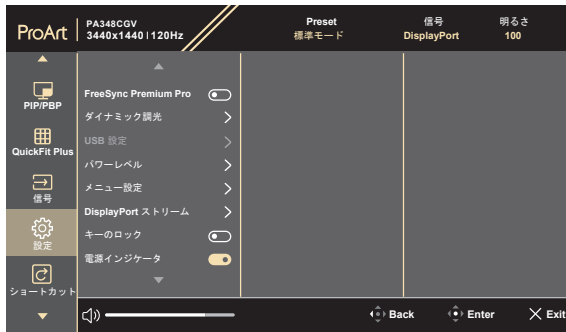 ProArt
PA348CGV
3440x1440 | 120Hz
Preset
標準モード
信号
DisplayPort
明るさ
100
PIP/PBP
QuickFit Plus
信号
設定
ショートカット
FreeSync Premium Pro
ダイナミック調光
USB 設定
パワーレベル
メニュー設定
DisplayPort ストリーム
キーのロック
電源インジケータ
Back
Enter
Exit